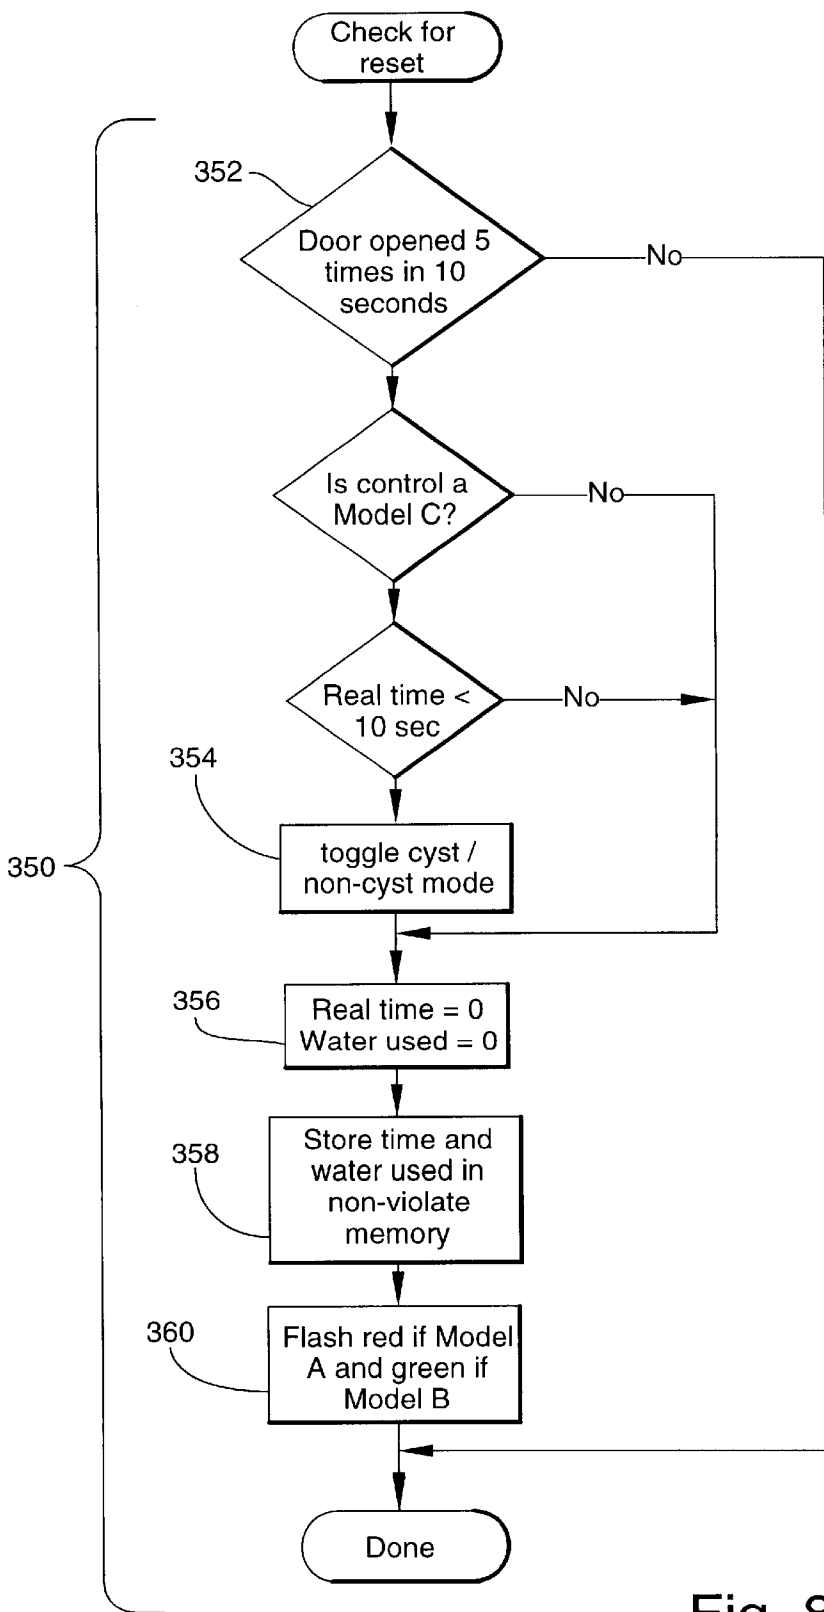 Check for
reset
352
Door opened 5
times in 10
seconds
No
Is control a
Model C?
No
Real time <
10 sec
No
354
toggle cyst /
non-cyst mode
350
356
Real time = 0
Water used = 0
358
Store time and
water used in
non-violate
memory
360
Flash red if Model
A and green if
Model B
Done
Fig. 8